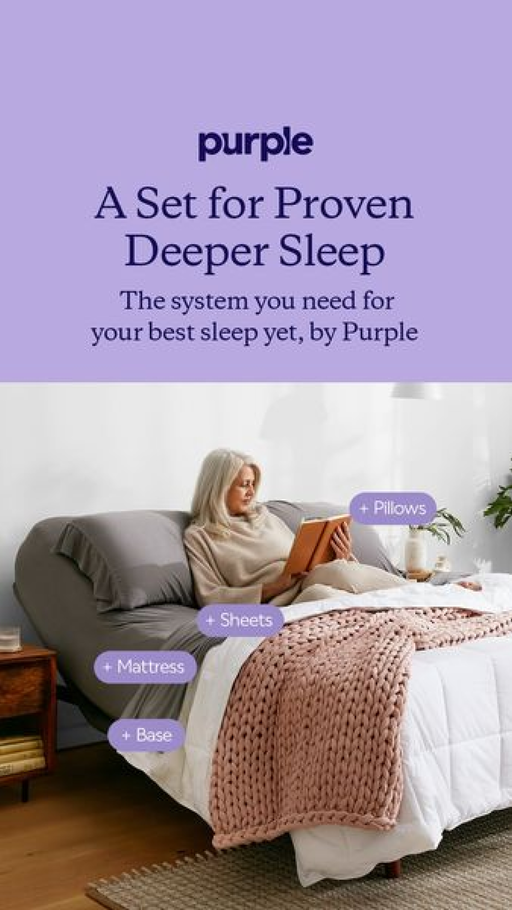 purple
A Set for Proven
Deeper Sleep
The system you need for
your best sleep yet, by Purple
+ Pillows
+ Sheets
+ Mattress
+ Base